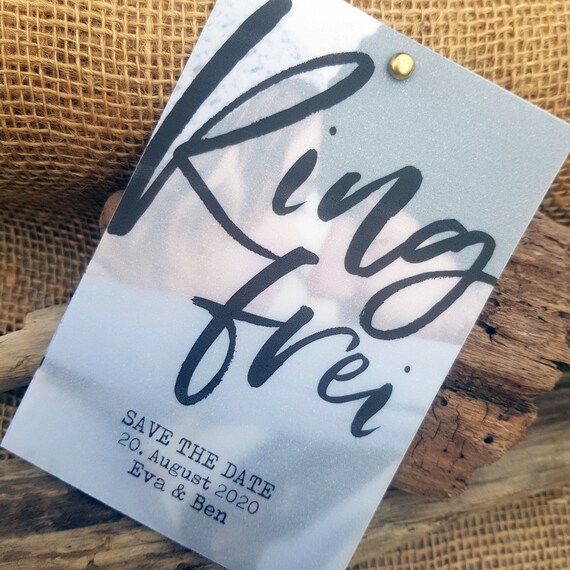 Ring
frei
SAVE THE DATE
20. August 2020
Eva & Ben